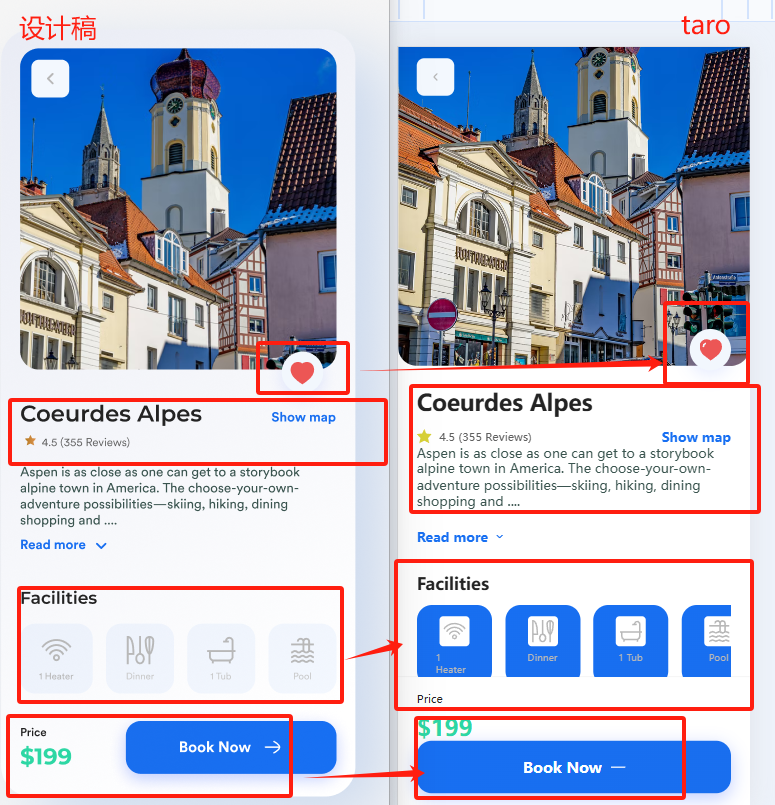 设计稿
Coeurdes Alpes
Show map
4.5 (355 Reviews)
Aspen is as close as one can get to a storybook
alpine town in America. The choose-your-own-
adventure possibilities—skiing, hiking, dining
shopping and ....
Read more
Facilities
1 Heater
Dinner
1 Tub
Pool
Price
$199
Book Now
taro
Coeurdes Alpes
4.5 (355 Reviews)
Show map
Aspen is as close as one can get to a storybook
alpine town in America. The choose-your-own-
adventure possibilities—skiing, hiking, dining
shopping and ....
Read more
Facilities
1
Heater
Dinner
1 Tub
Pool
Price
$199
Book Now